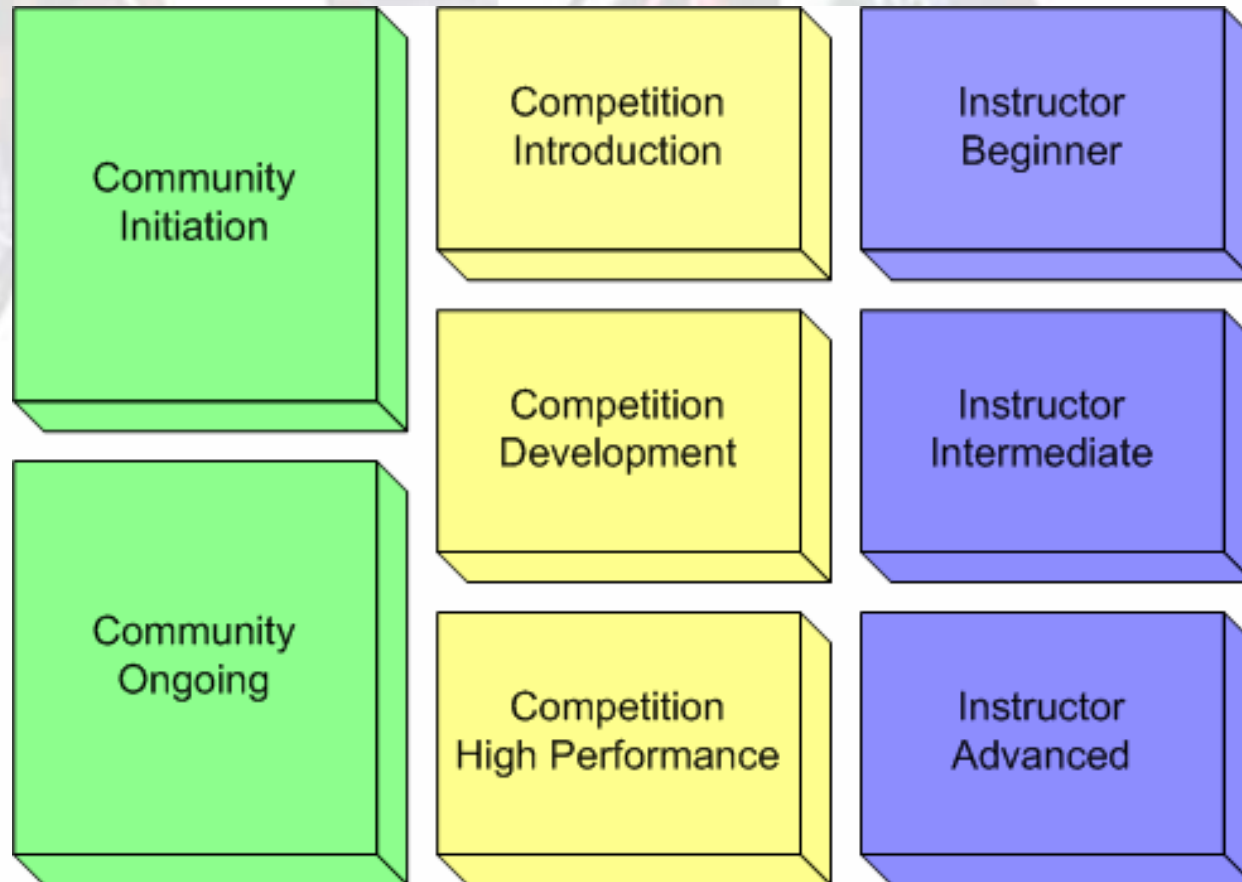 Community
Initiation
Community
Ongoing
Competition
Introduction
Competition
Development
Competition
High Performance
Instructor
Beginner
Instructor
Intermediate
Instructor
Advanced